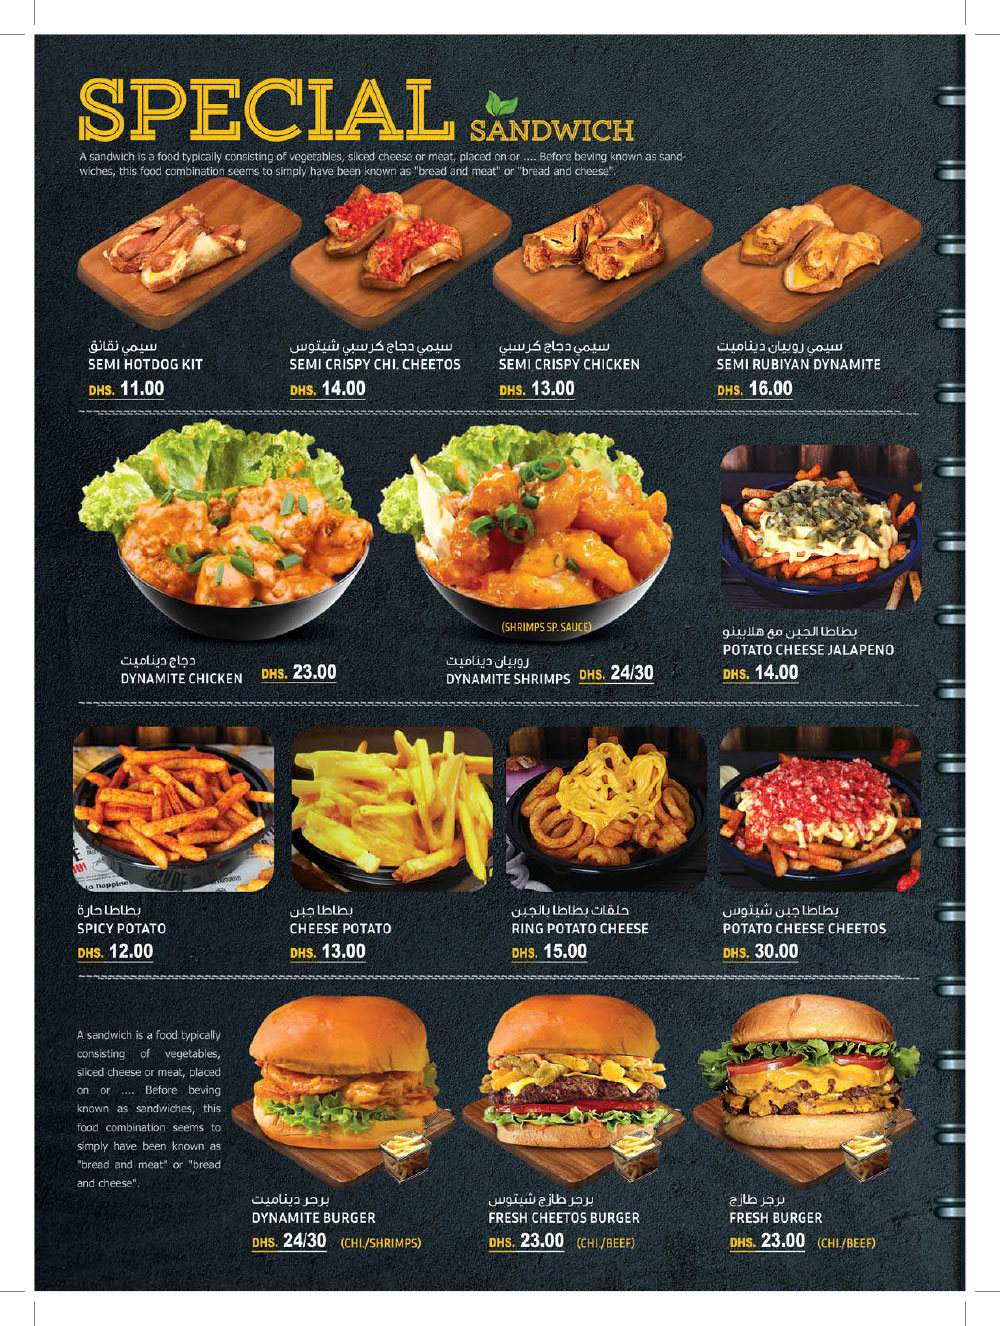 SPECIAL SANDWICH
A sandwich is a food typically consisting of vegetables, sliced cheese or meat, placed on or .... Before beving known as sand-
wiches, this food combination seems to simply have been known as "bread and meat" or "bread and cheese".
سيمي نقانق
SEMI HOTDOG KIT
DHS. 11.00
سيمي دجاج كرسبي شيتوس
SEMI CRISPY CHI. CHEETOS
DHS. 14.00
سيمي دجاج كرسبي
SEMI CRISPY CHICKEN
DHS. 13.00
سيمي روبيان ديناميت
SEMI RUBIYAN DYNAMITE
DHS. 16.00
دجاج ديناميت
DYNAMITE CHICKEN DHS. 23.00
(SHRIMPS SP. SAUCE)
روبيان ديناميت
DYNAMITE SHRIMPS DHS. 24/30
بطاطا الجبن مع هلابينو
POTATO CHEESE JALAPENO
DHS. 14.00
بطاطا حارة
SPICY POTATO
DHS. 12.00
بطاطا جبن
CHEESE POTATO
DHS. 13.00
حلقات بطاطا بالجبن
RING POTATO CHEESE
DHS. 15.00
بطاطا جبن شيتوس
POTATO CHEESE CHEETOS
DHS. 30.00
A sandwich is a food typically
consisting of vegetables,
sliced cheese or meat, placed
on or .... Before beving
known as sandwiches, this
food combination seems to
simply have been known as
"bread and meat" or "bread
and cheese".
برجر ديناميت
DYNAMITE BURGER
DHS. 24/30 (CHI./SHRIMPS)
برجر طازج شيتوس
FRESH CHEETOS BURGER
DHS. 23.00 (CHI./BEEF)
برجر طازج
FRESH BURGER
DHS. 23.00 (CHI./BEEF)